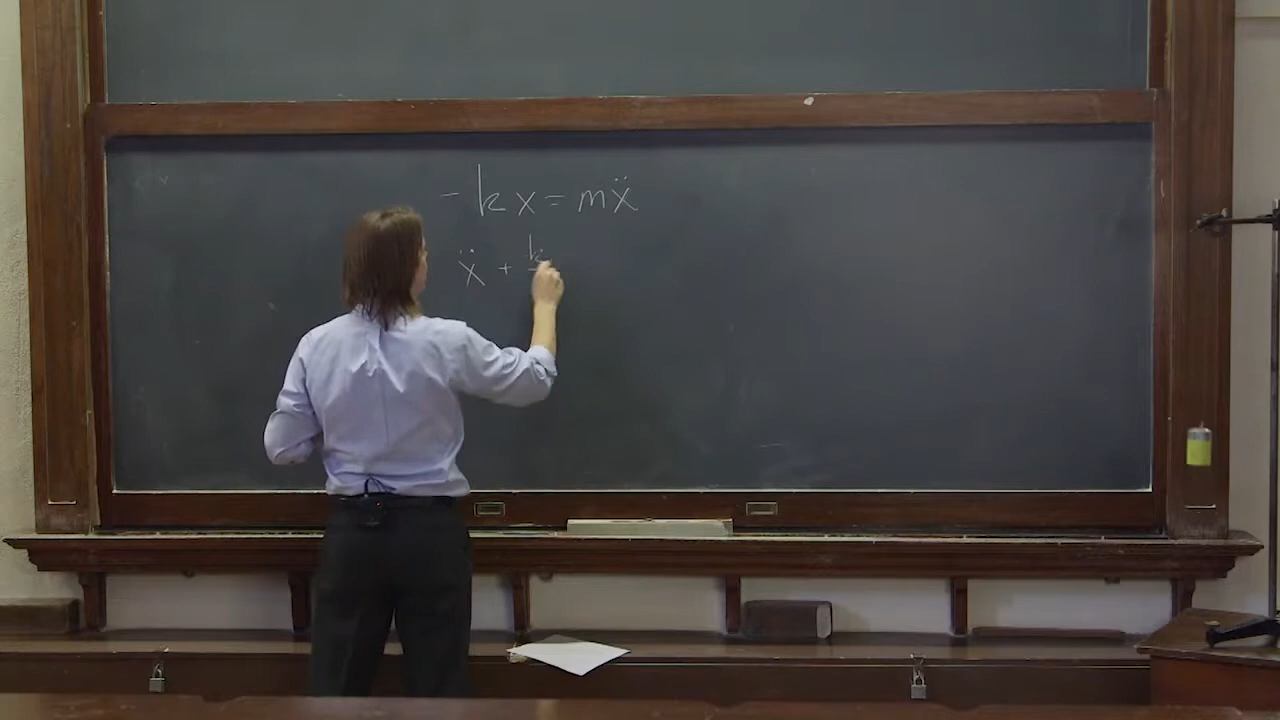 -kx=mẍ
ẍ + k